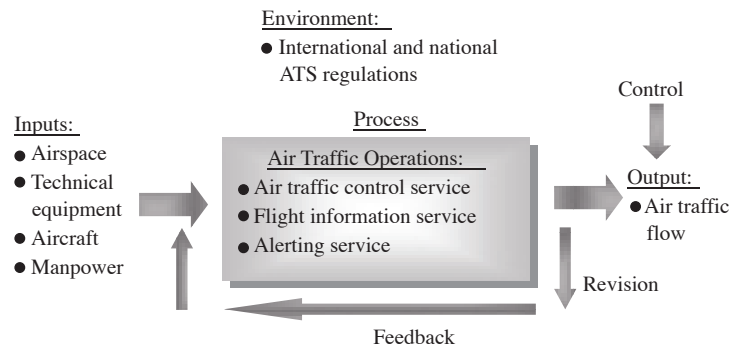 Environment:
● International and national
ATS regulations
Control
Inputs:
● Airspace
● Technical
equipment
● Aircraft
● Manpower
Process
Air Traffic Operations:
● Air traffic control service
● Flight information service
● Alerting service
Output:
● Air traffic
flow
Revision
Feedback